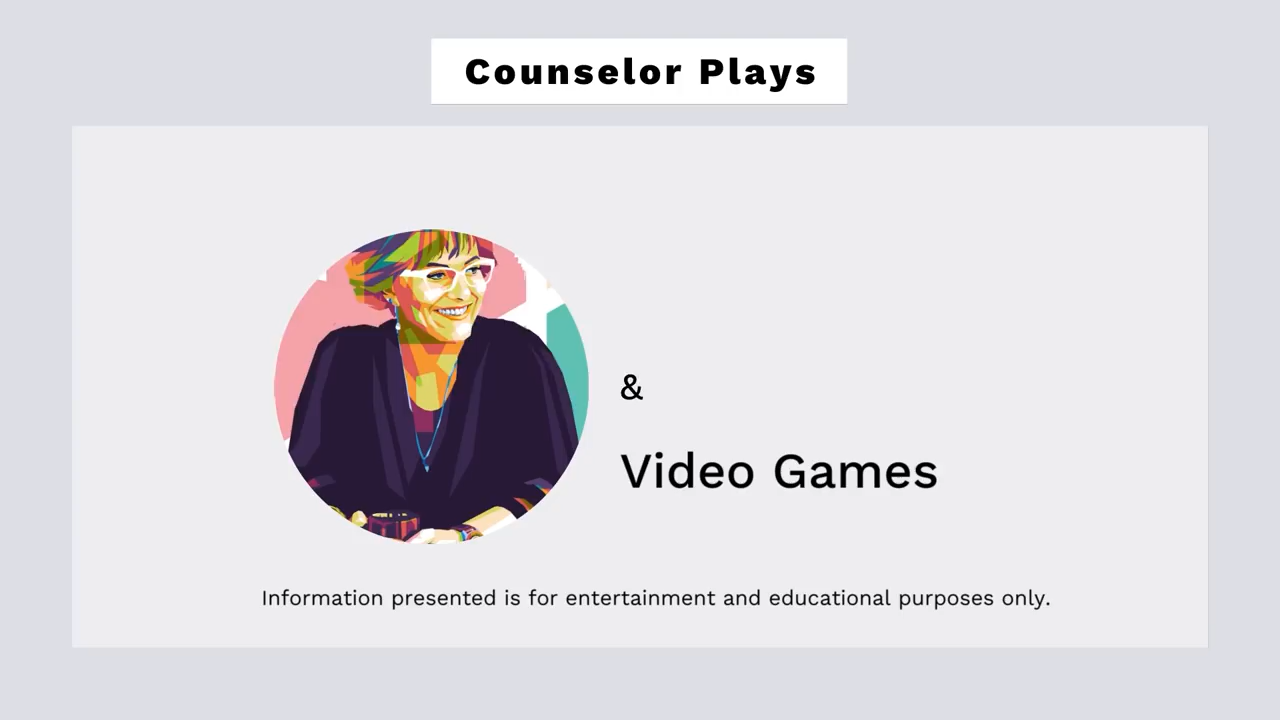 Counselor Plays
&
Video Games
Information presented is for entertainment and educational purposes only.